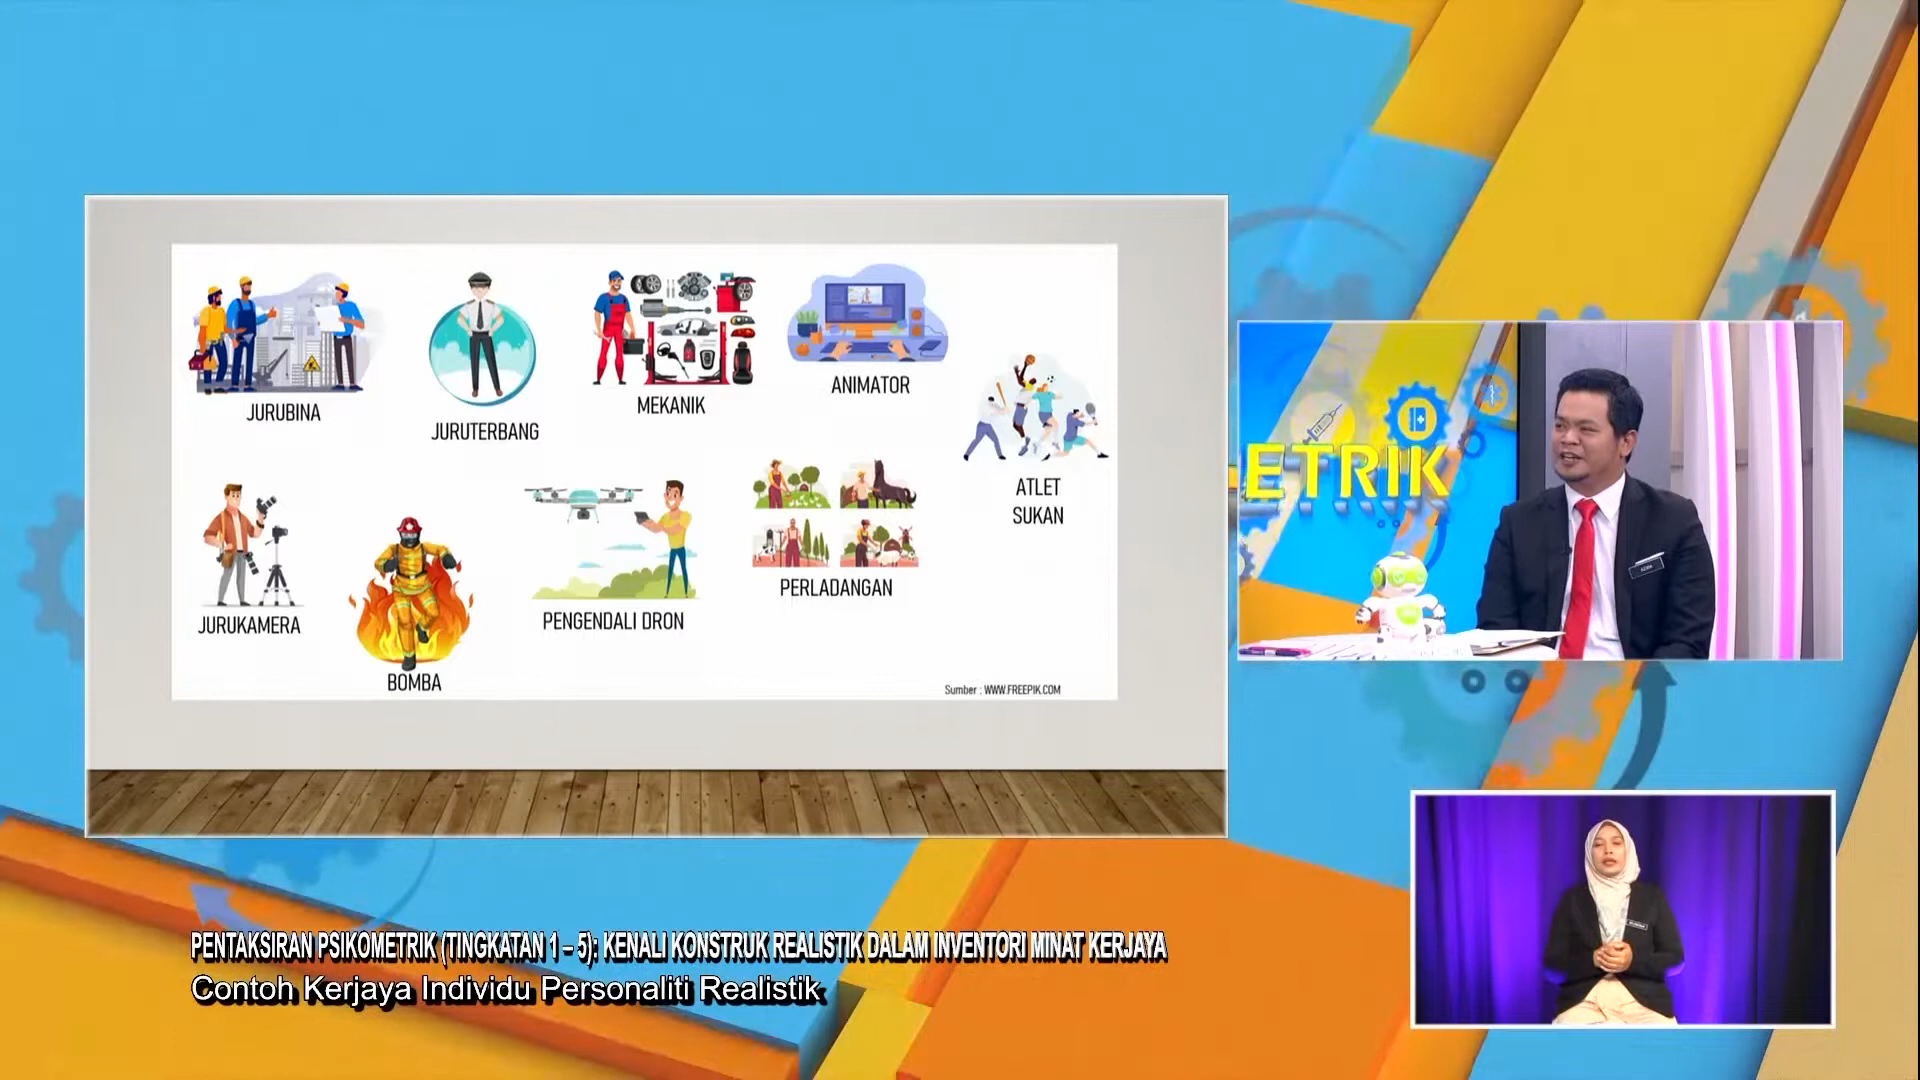 JURUBINA
JURUTERBANG
MEKANIK
ANIMATOR
ATLET
SUKAN
JURUKAMERA
BOMBA
PENGENDALI DRON
PERLADANGAN
Sumber : WWW.FREEPIK.COM
ETRIK
PENTAKSIRAN PSIKOMETRIK (TINGKATAN 1 – 5): KENALI KONSTRUK REALISTIK DALAM INVENTORI MINAT KERJAYA
Contoh Kerjaya Individu Personaliti Realistik